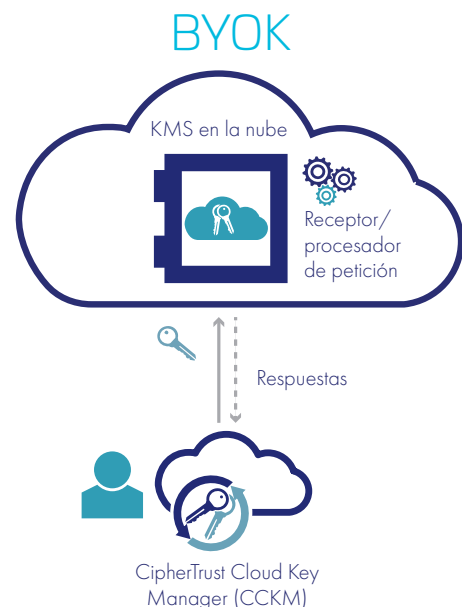 BYOK
KMS en la nube
Receptor/
procesador
de petición
Respuestas
CipherTrust Cloud Key
Manager (CCKM)